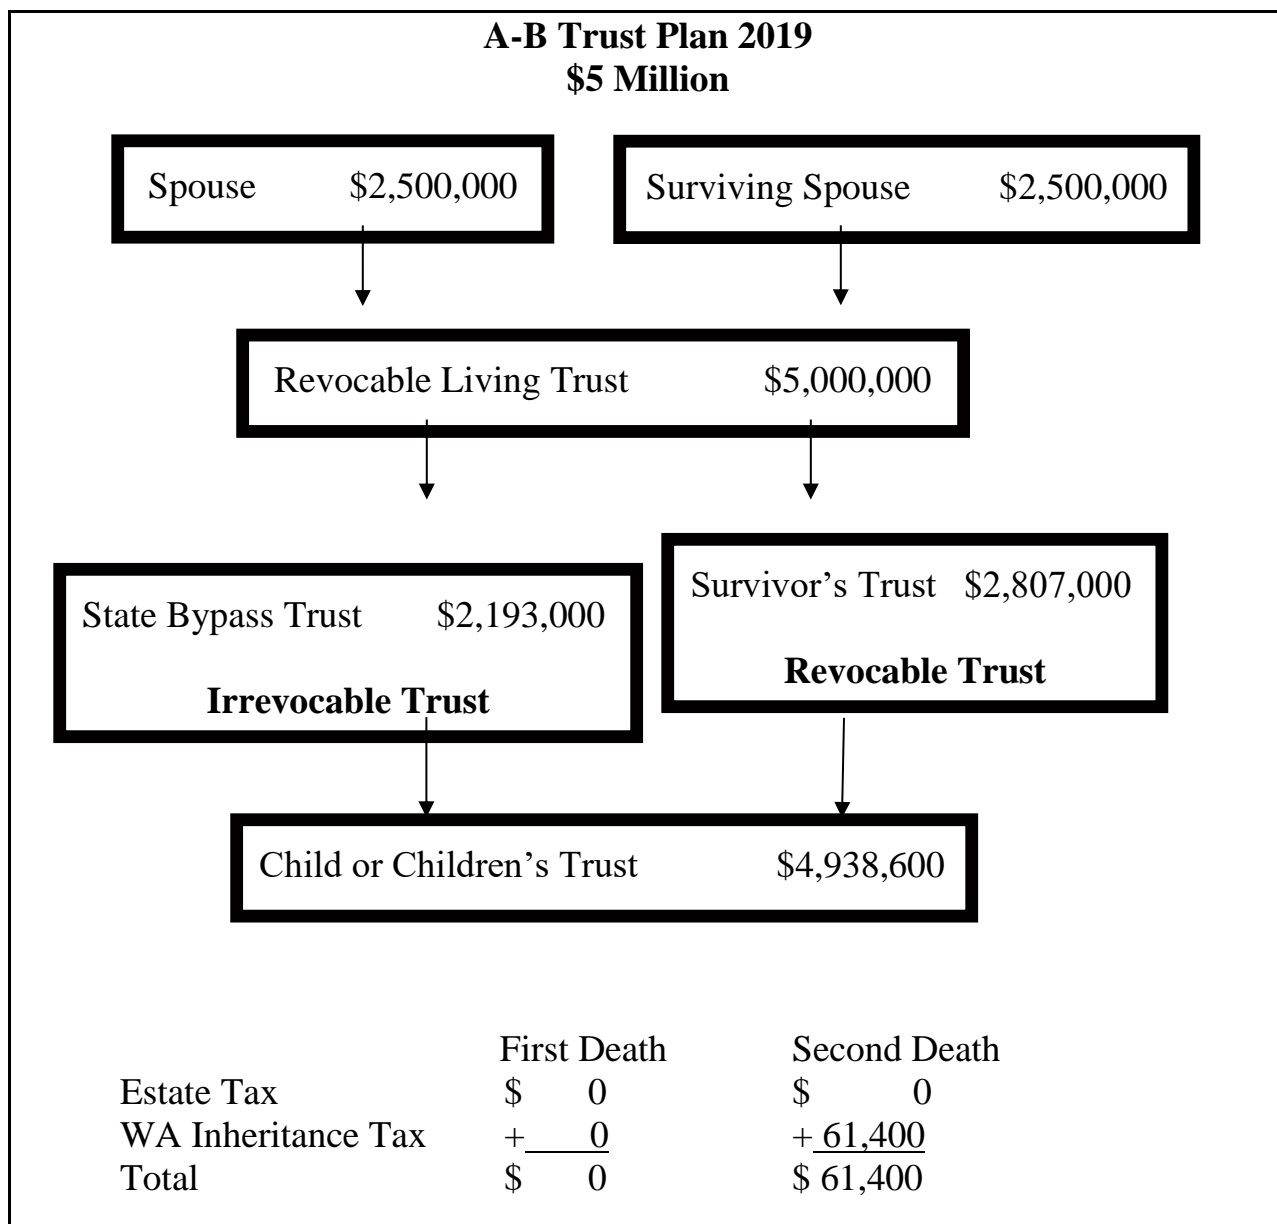 A-B Trust Plan 2019
$5 Million
Spouse $2,500,000
Surviving Spouse $2,500,000
Revocable Living Trust $5,000,000
State Bypass Trust $2,193,000
Irrevocable Trust
Survivor’s Trust $2,807,000
Revocable Trust
Child or Children’s Trust $4,938,600
First Death Second Death
Estate Tax $ 0 $ 0
WA Inheritance Tax + 0 + 61,400
Total $ 0 $ 61,400